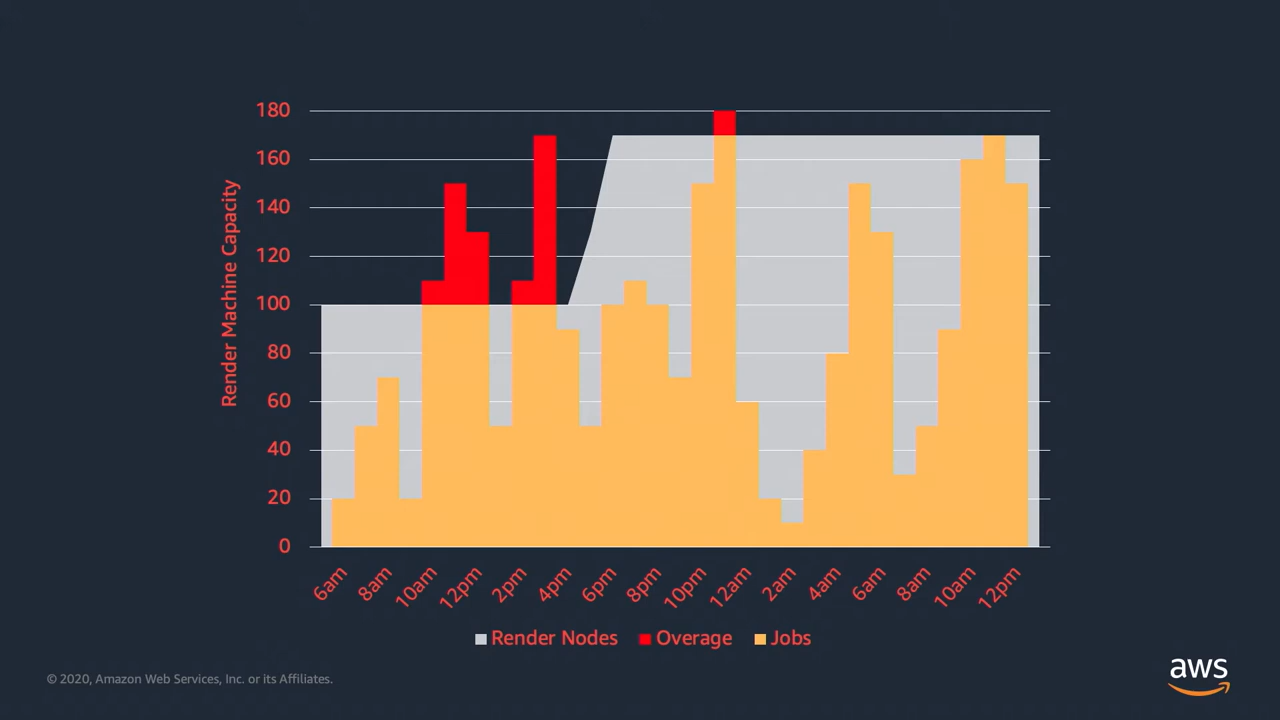 180
160
140
120
100
80
60
40
20
0
Render Machine Capacity
6am 8am 10am 12pm 2pm 4pm 6pm 8pm 10pm 12am 2am 4am 6am 8am 10am 12pm
Render Nodes Overage Jobs
© 2020, Amazon Web Services, Inc. or its Affiliates.
aws